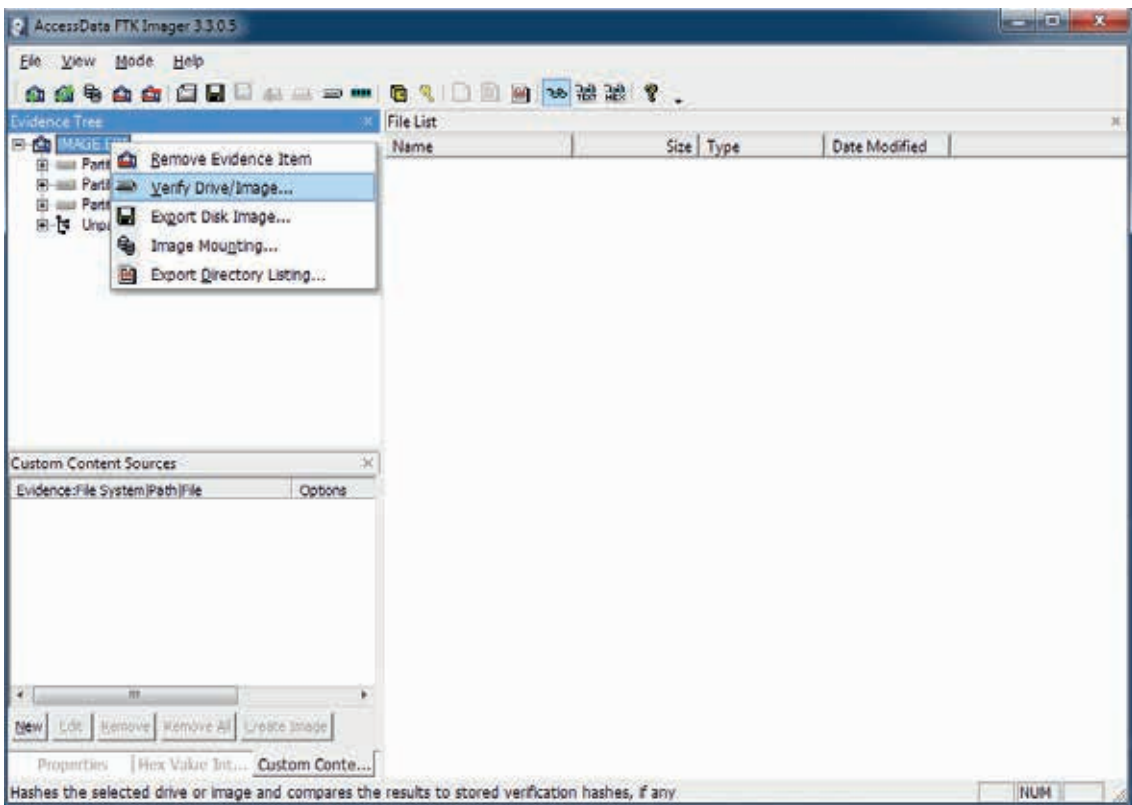 AccessData FTK Imager 3.3.0.5
File View Mode Help
Evidence Tree
File List
Name Size Type Date Modified
Remove Evidence Item
Verify Drive/Image...
Export Disk Image...
Image Mounting...
Export Directory Listing...
Custom Content Sources
Evidence:File System|Path|File Options
New Edit Remove Remove All Create Image
Properties Hex Value Int... Custom Conte...
Hashes the selected drive or image and compares the results to stored verification hashes, if any
NUM